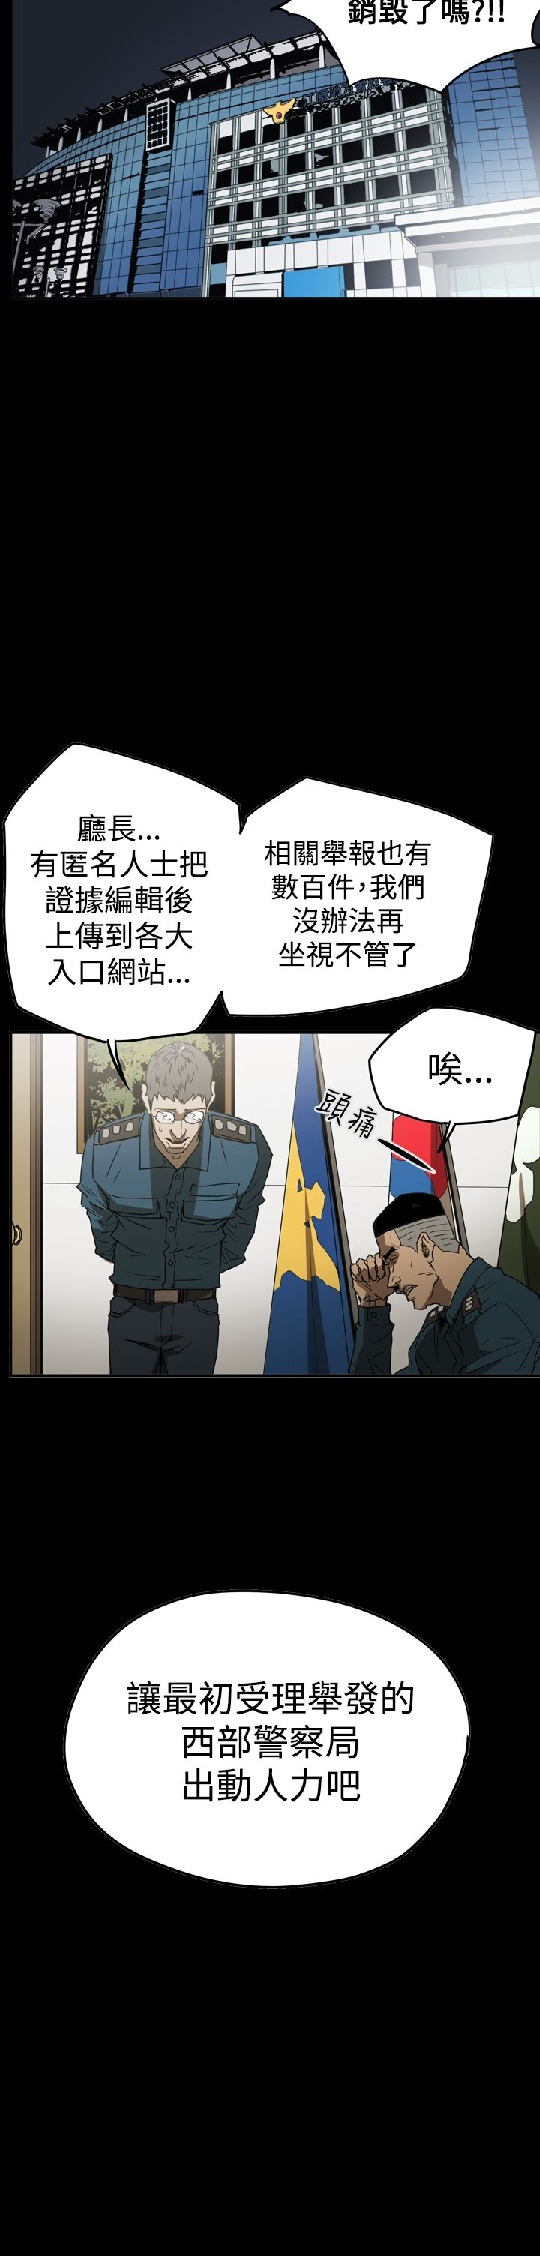 銷毀了嗎?!!
廳長...
有匿名人士把
證據編輯後
上傳到各大
入口網站...
相關舉報也有
數百件，我們
沒辦法再
坐視不管了
唉...
頭痛
讓最初受理舉發的
西部警察局
出動人力吧